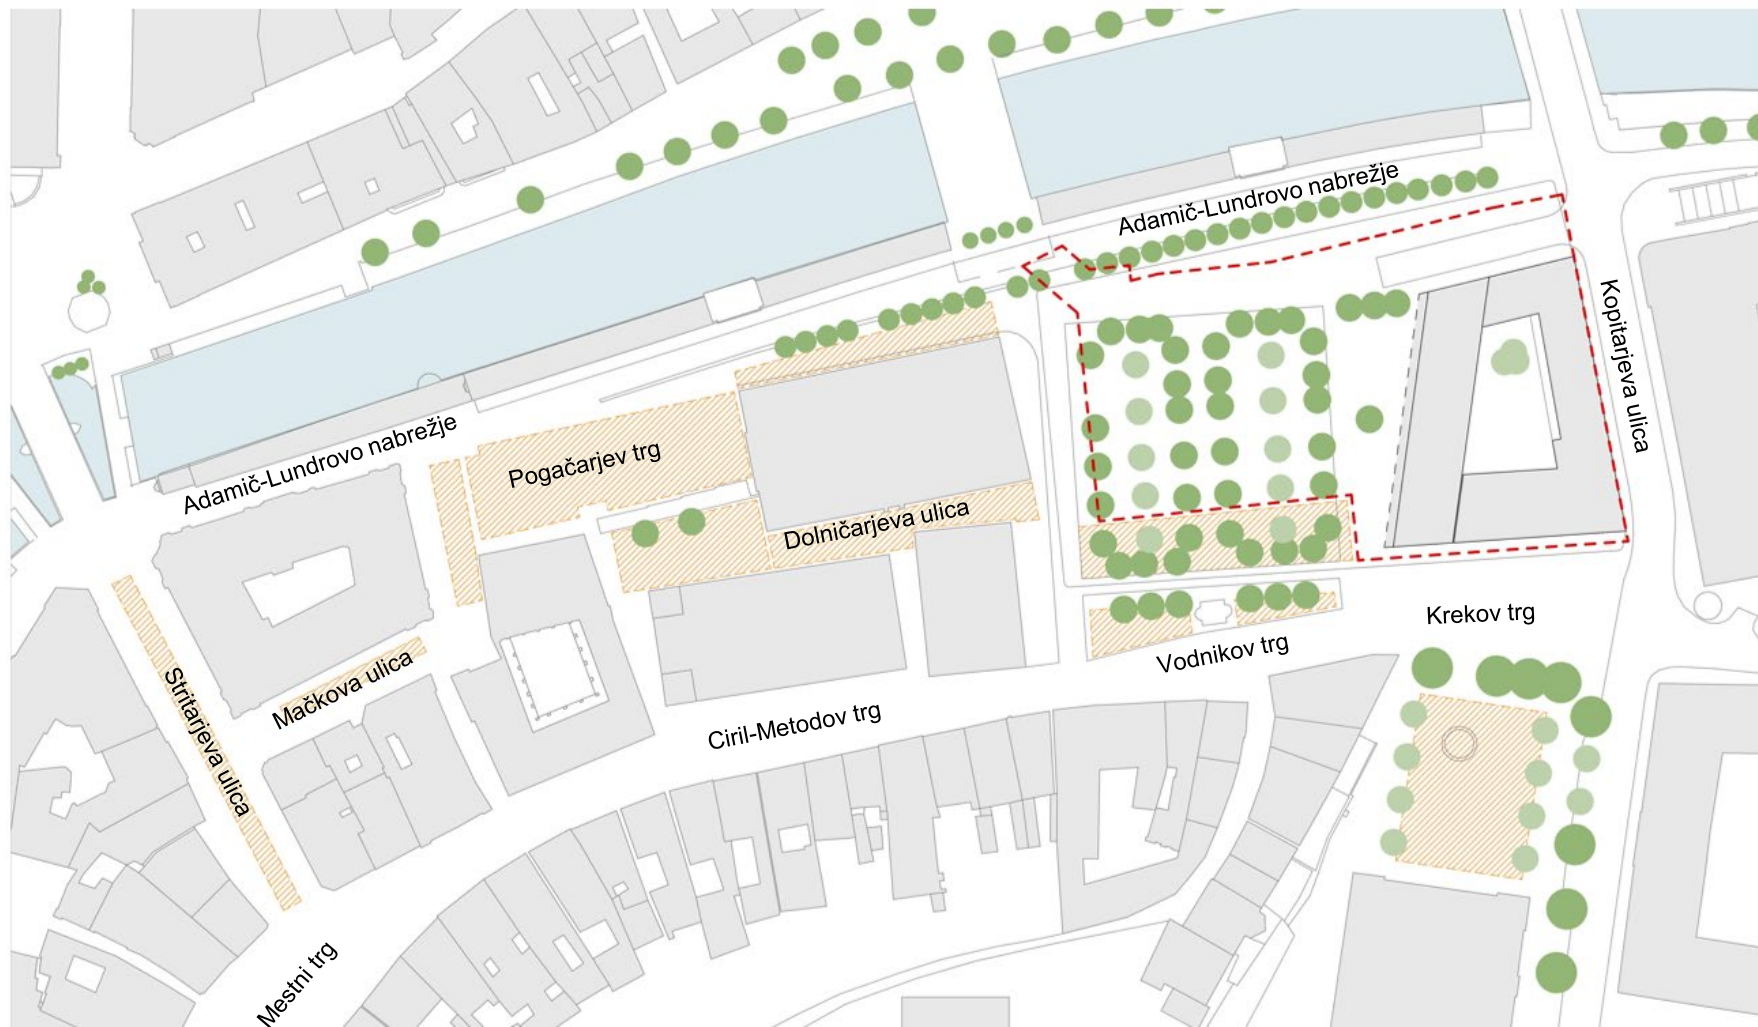 Adamič-Lundrovo nabrežje
Kopitarjeva ulica
Adamič-Lundrovo nabrežje
Pogačarjev trg
Dolničarjeva ulica
Krekov trg
Vodnikov trg
Mačkova ulica
Stritarjeva ulica
Ciril-Metodov trg
Mestni trg